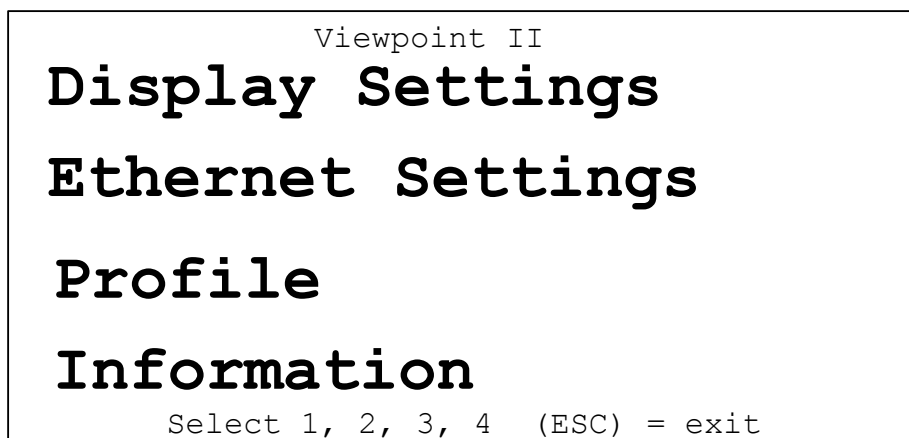 Viewpoint II
Display Settings
Ethernet Settings
Profile
Information
Select 1, 2, 3, 4 (ESC) = exit